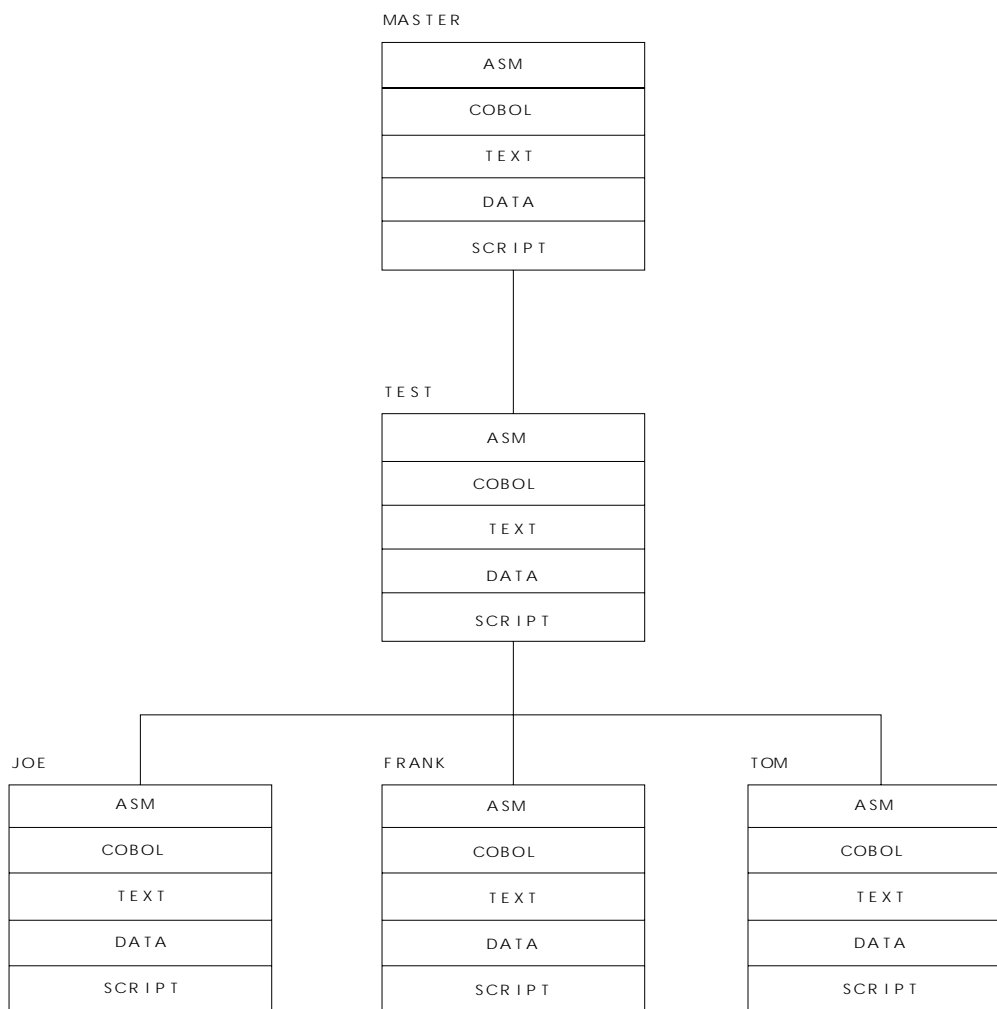 MASTER
ASM
COBOL
TEXT
DATA
SCRIPT
TEST
ASM
COBOL
TEXT
DATA
SCRIPT
JOE
ASM
COBOL
TEXT
DATA
SCRIPT
FRANK
ASM
COBOL
TEXT
DATA
SCRIPT
TOM
ASM
COBOL
TEXT
DATA
SCRIPT